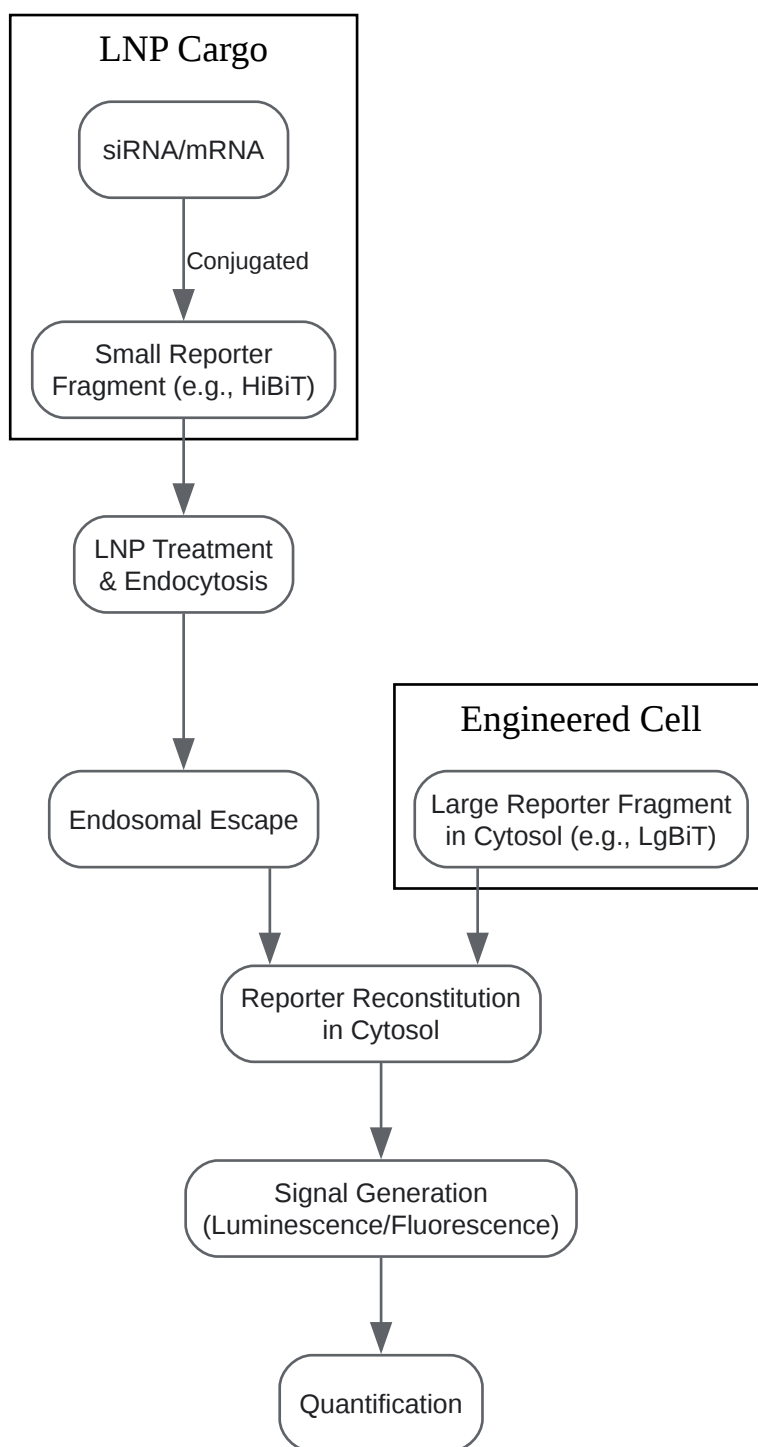 LNP Cargo
siRNA/mRNA
Conjugated
Small Reporter
Fragment (e.g., HiBiT)
LNP Treatment
& Endocytosis
Engineered Cell
Endosomal Escape
Large Reporter Fragment
in Cytosol (e.g., LgBiT)
Reporter Reconstitution
in Cytosol
Signal Generation
(Luminescence/Fluorescence)
Quantification